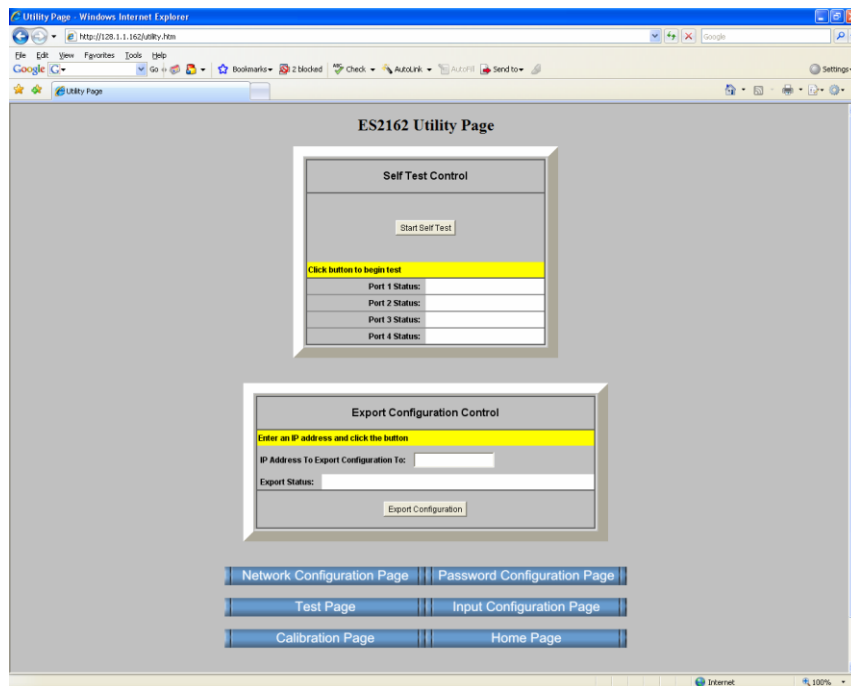 Utility Page - Windows Internet Explorer
http://128.1.1.162/utility.htm
Google
File Edit View Favorites Tools Help
Google G Go Bookmarks 2 blocked Check AutoLink AutoFill Send to Settings
Utility Page
ES2162 Utility Page
Self Test Control
Start Self Test
Click button to begin test
Port 1 Status:
Port 2 Status:
Port 3 Status:
Port 4 Status:
Export Configuration Control
Enter an IP address and click the button
IP Address To Export Configuration To:
Export Status:
Export Configuration
Network Configuration Page Password Configuration Page
Test Page Input Configuration Page
Calibration Page Home Page
Internet 100%